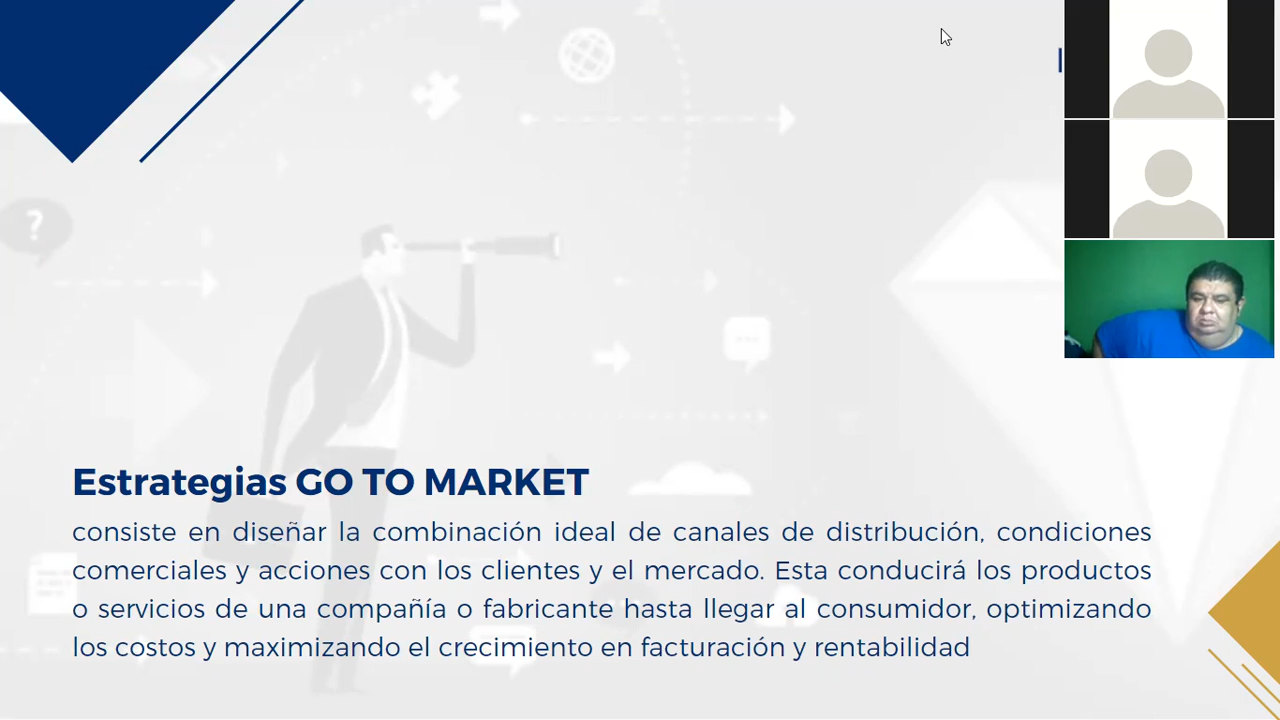 Estrategias GO TO MARKET
consiste en diseñar la combinación ideal de canales de distribución, condiciones
comerciales y acciones con los clientes y el mercado. Esta conducirá los productos
o servicios de una compañía o fabricante hasta llegar al consumidor, optimizando
los costos y maximizando el crecimiento en facturación y rentabilidad